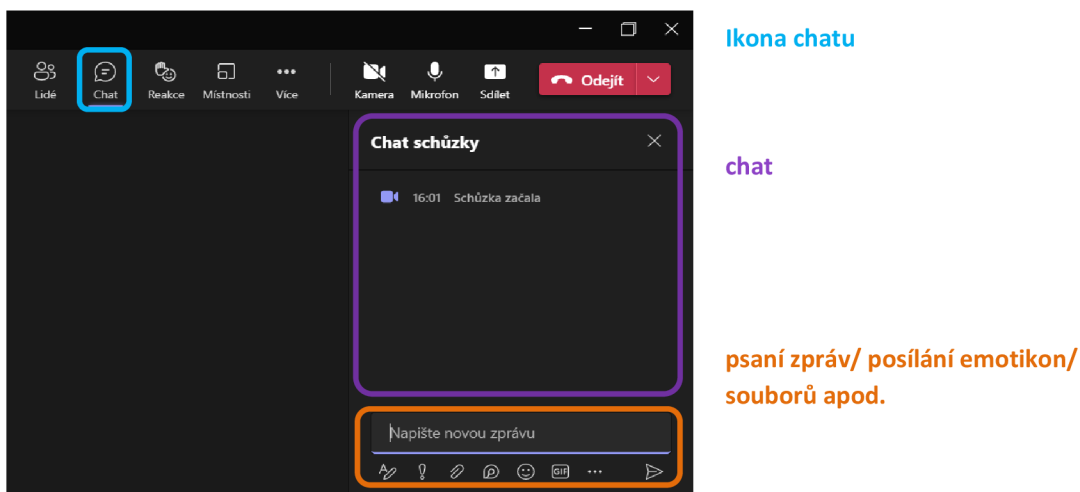 Ikona chatu
Lidé Chat Reakce Místnosti Více Kamera Mikrofon Sdílet Odejít
Chat schůzky
chat
16:01 Schůzka začala
psaní zpráv/ posílání emotikon/
souborů apod.
Napište novou zprávu
GIF